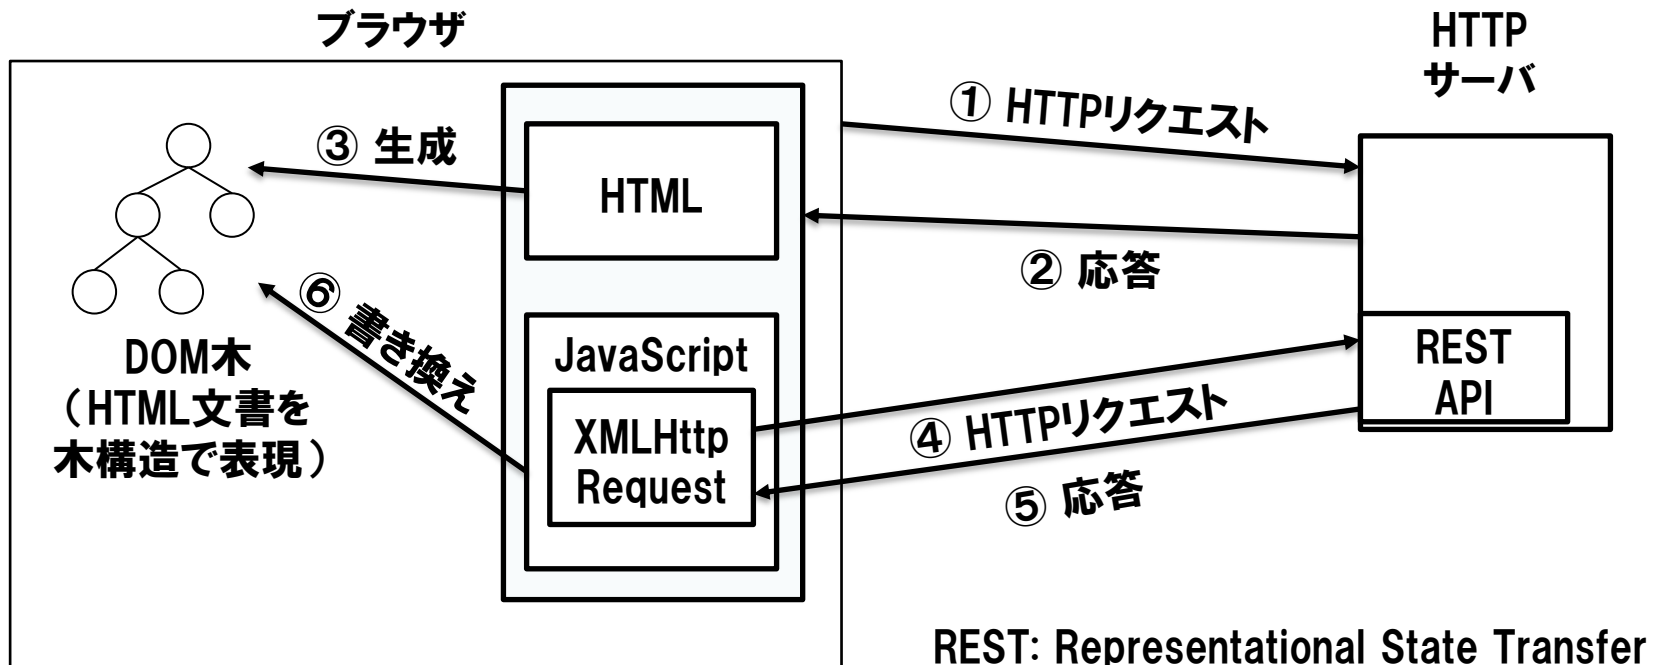 ブラウザ
HTTP
サーバ
① HTTPリクエスト
③ 生成
HTML
② 応答
⑥ 書き換え
DOM木
（HTML文書を
木構造で表現）
JavaScript
XMLHttp
Request
REST
API
④ HTTPリクエスト
⑤ 応答
REST: Representational State Transfer